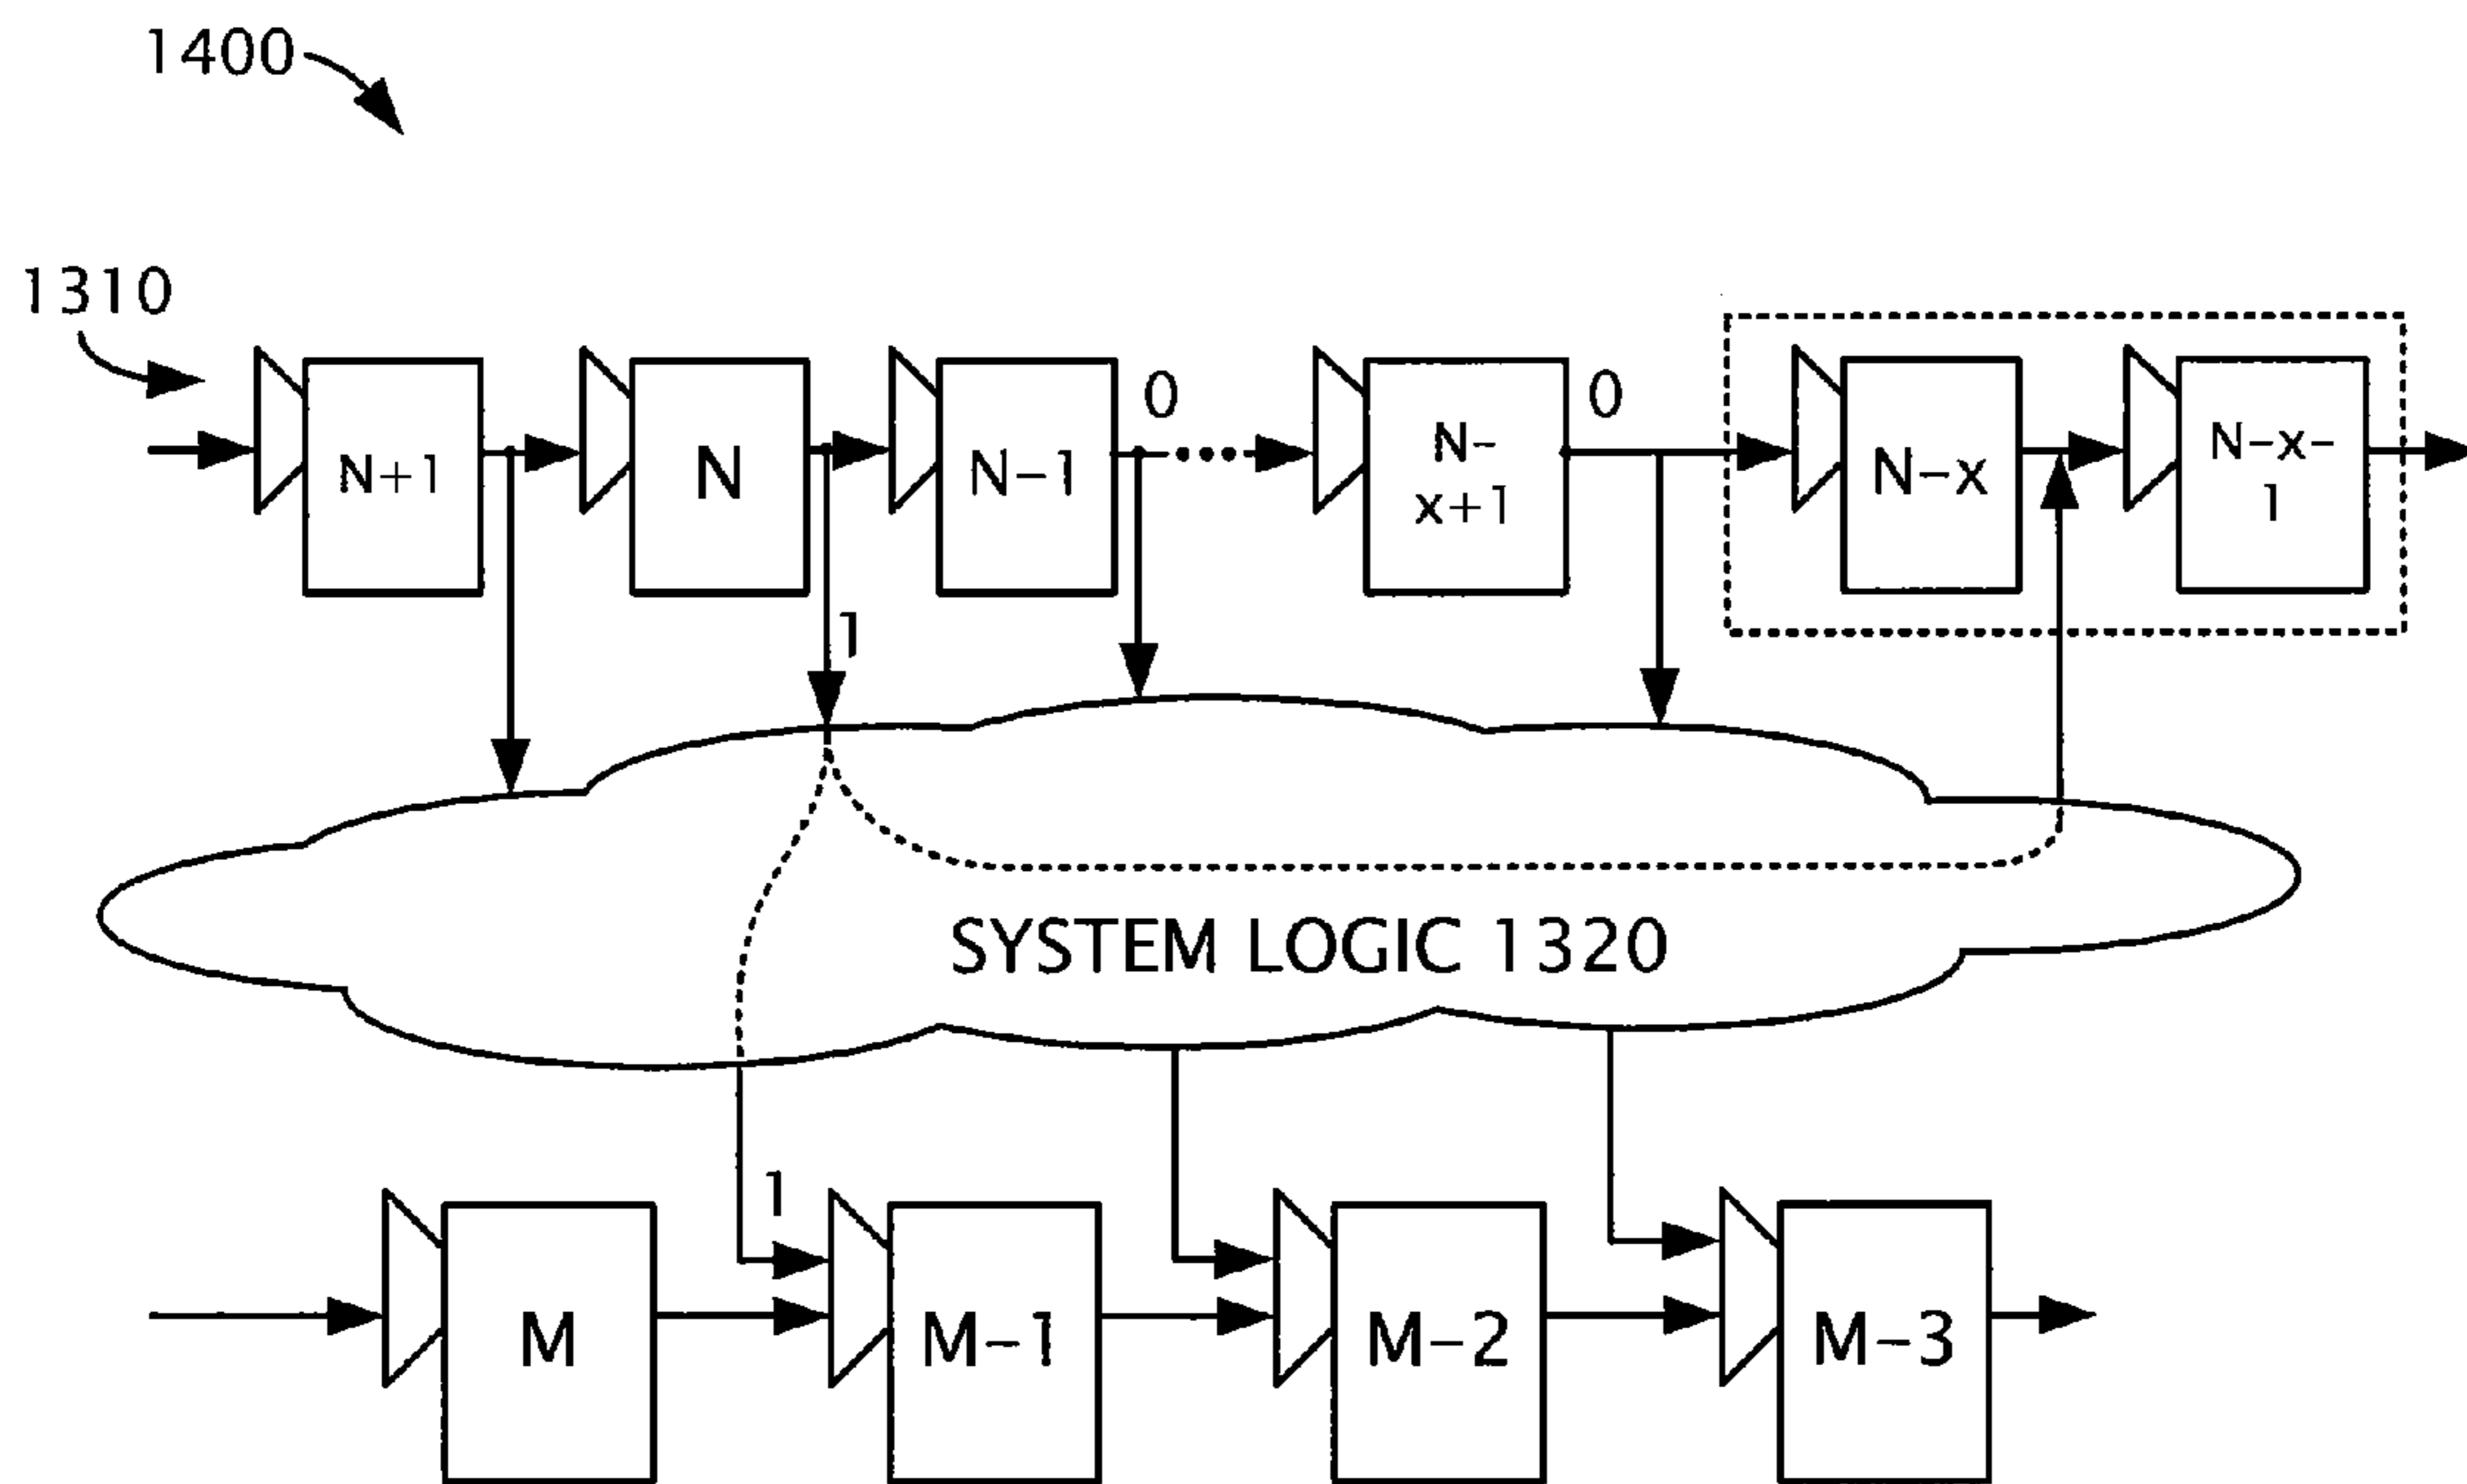 1400
1310
N+1
N
N-1
0
N-
x+1
0
N-x
N-x-
1
1
SYSTEM LOGIC 1320
1
M
M-1
M-2
M-3